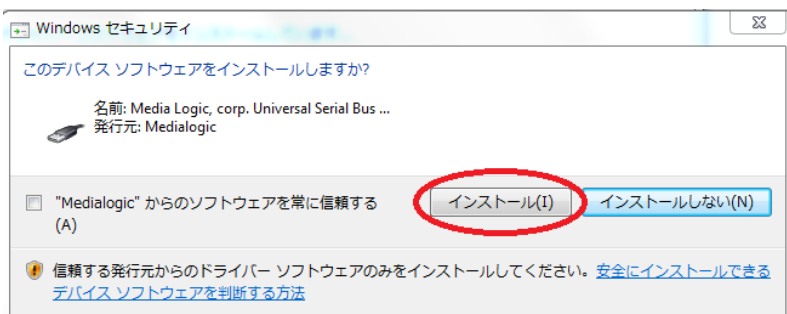 Windows セキュリティ
このデバイス ソフトウェアをインストールしますか?
名前: Media Logic, corp. Universal Serial Bus ...
発行元: Medialogic
"Medialogic" からのソフトウェアを常に信頼する
(A)
インストール(I)
インストールしない(N)
信頼する発行元からのドライバー ソフトウェアのみをインストールしてください。安全にインストールできる
デバイス ソフトウェアを判断する方法